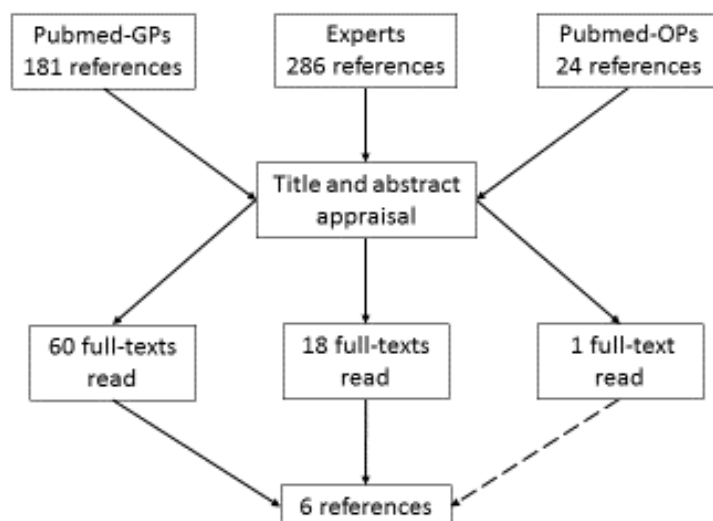 Pubmed-GPs
181 references
Experts
286 references
Pubmed-OPs
24 references
Title and abstract
appraisal
60 full-texts
read
18 full-texts
read
1 full-text
read
6 references